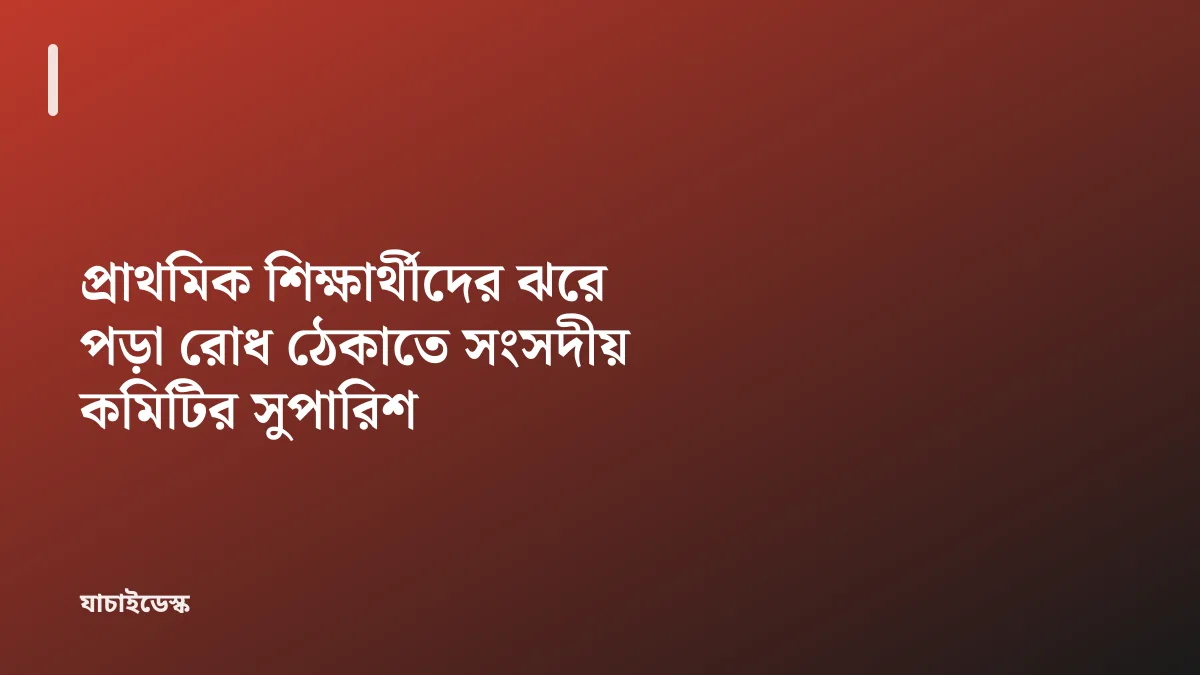 প্রাথমিক শিক্ষার্থীদের ঝরে
পড়া রোধ ঠেকাতে সংসদীয়
কমিটির সুপারিশ
যাচাইডেস্ক